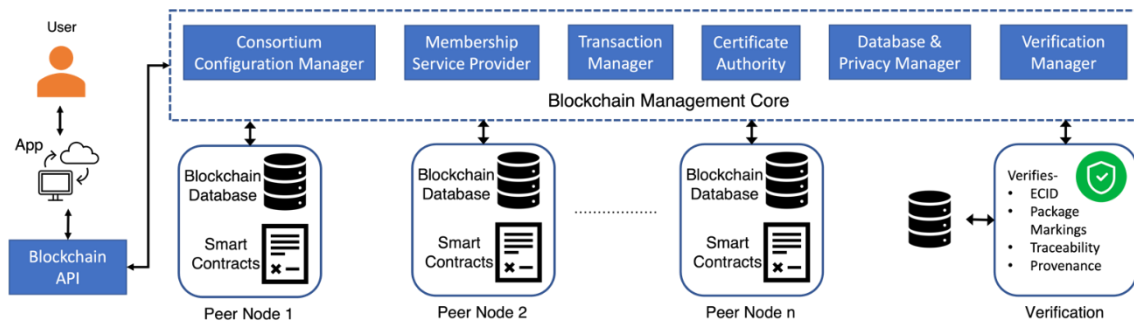 User
App
Blockchain
API
Consortium
Configuration Manager
Membership
Service Provider
Transaction
Manager
Certificate
Authority
Database &
Privacy Manager
Verification
Manager
Blockchain Management Core
Blockchain
Database
Smart
Contracts
Peer Node 1
Blockchain
Database
Smart
Contracts
Peer Node 2
Blockchain
Database
Smart
Contracts
Peer Node n
Verifies-
• ECID
• Package
Markings
• Traceability
• Provenance
Verification